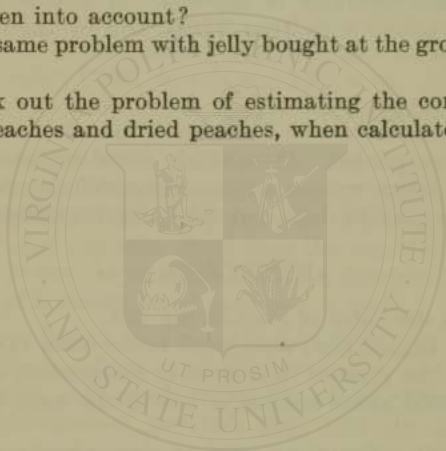 en into account?
same problem with jelly bought at the gro
out the problem of estimating the co
eaches and dried peaches, when calculate
VIRGINIA POLYTECHNIC INSTITUTE
AND STATE UNIVERSITY
UT PROSIM